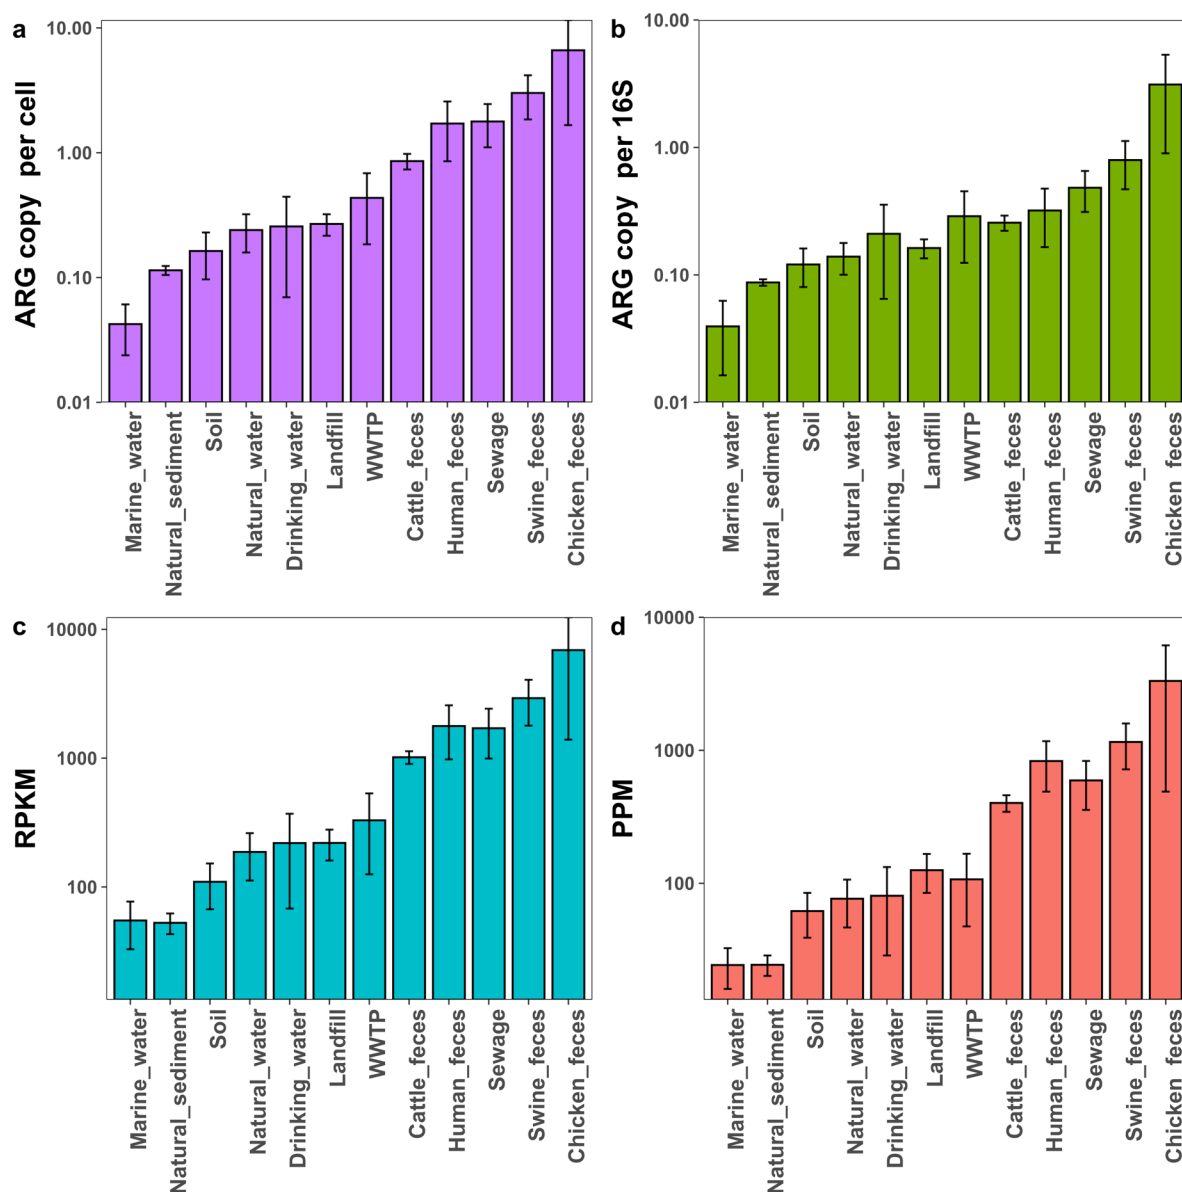 a
ARG copy  per cell
10.00
1.00
0.10
0.01
Marine_water
Natural_sediment
Soil
Natural_water
Drinking_water
Landfill
WWTP
Cattle_feces
Human_feces
Sewage
Swine_feces
Chicken_feces
b
ARG copy  per 16S
10.00
1.00
0.10
0.01
Marine_water
Natural_sediment
Soil
Natural_water
Drinking_water
Landfill
WWTP
Cattle_feces
Human_feces
Sewage
Swine_feces
Chicken_feces
c
RPKM
10000
1000
100
Marine_water
Natural_sediment
Soil
Natural_water
Drinking_water
Landfill
WWTP
Cattle_feces
Human_feces
Sewage
Swine_feces
Chicken_feces
d
PPM
10000
1000
100
Marine_water
Natural_sediment
Soil
Natural_water
Drinking_water
Landfill
WWTP
Cattle_feces
Human_feces
Sewage
Swine_feces
Chicken_feces